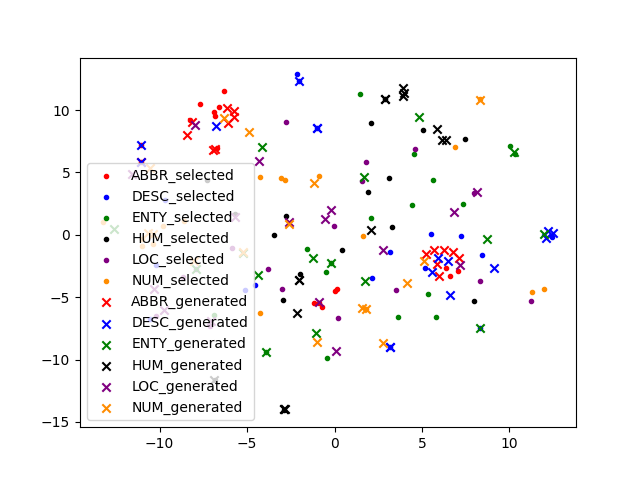 10
5
0
−5
−10
−15
−10
−5
0
5
10
ABBR_selected
DESC_selected
ENTY_selected
HUM_selected
LOC_selected
NUM_selected
ABBR_generated
DESC_generated
ENTY_generated
HUM_generated
LOC_generated
NUM_generated